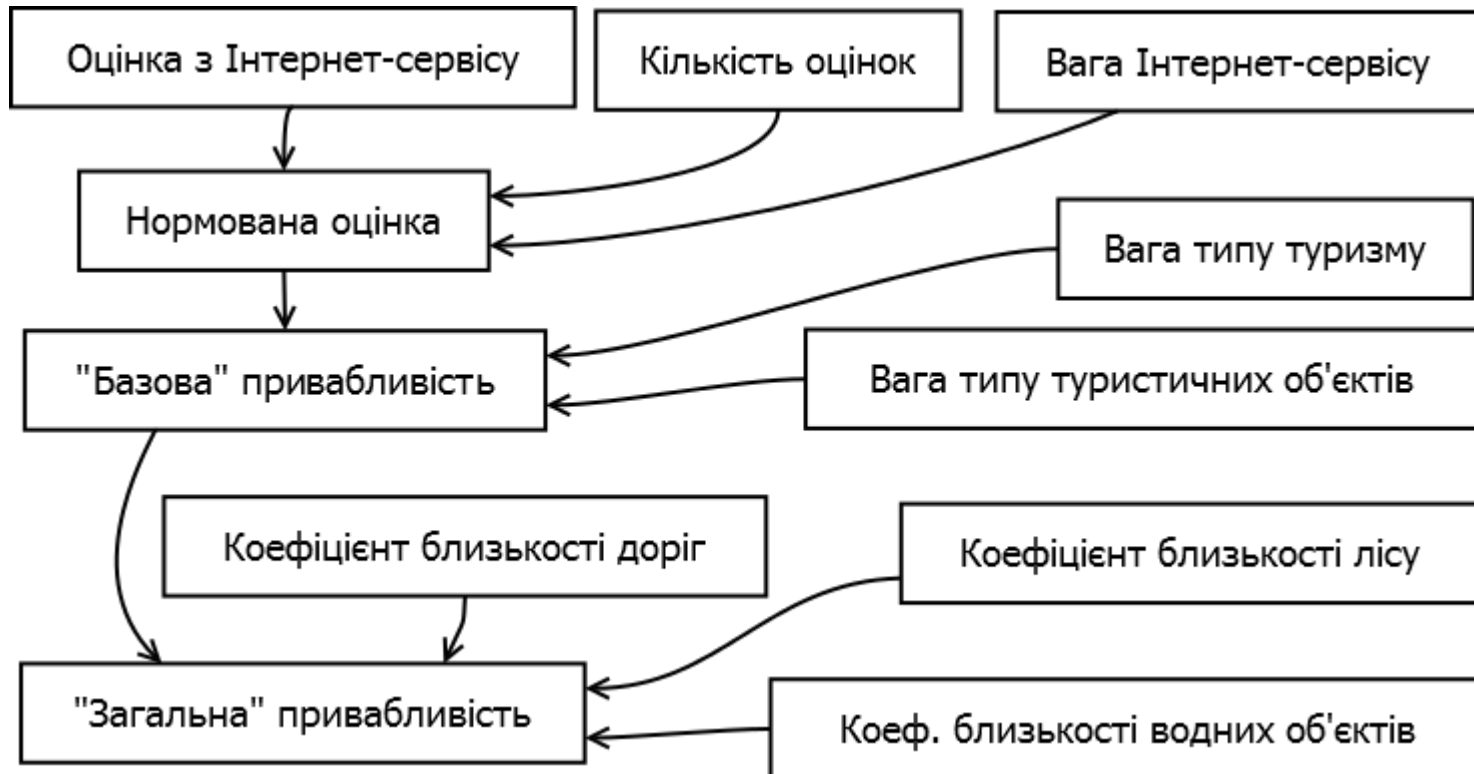 Оцінка з Інтернет-сервісу
Кількість оцінок
Вага Інтернет-сервісу
Нормована оцінка
Вага типу туризму
"Базова" привабливість
Вага типу туристичних об'єктів
Коефіцієнт близькості доріг
Коефіцієнт близькості лісу
"Загальна" привабливість
Коеф. близькості водних об'єктів